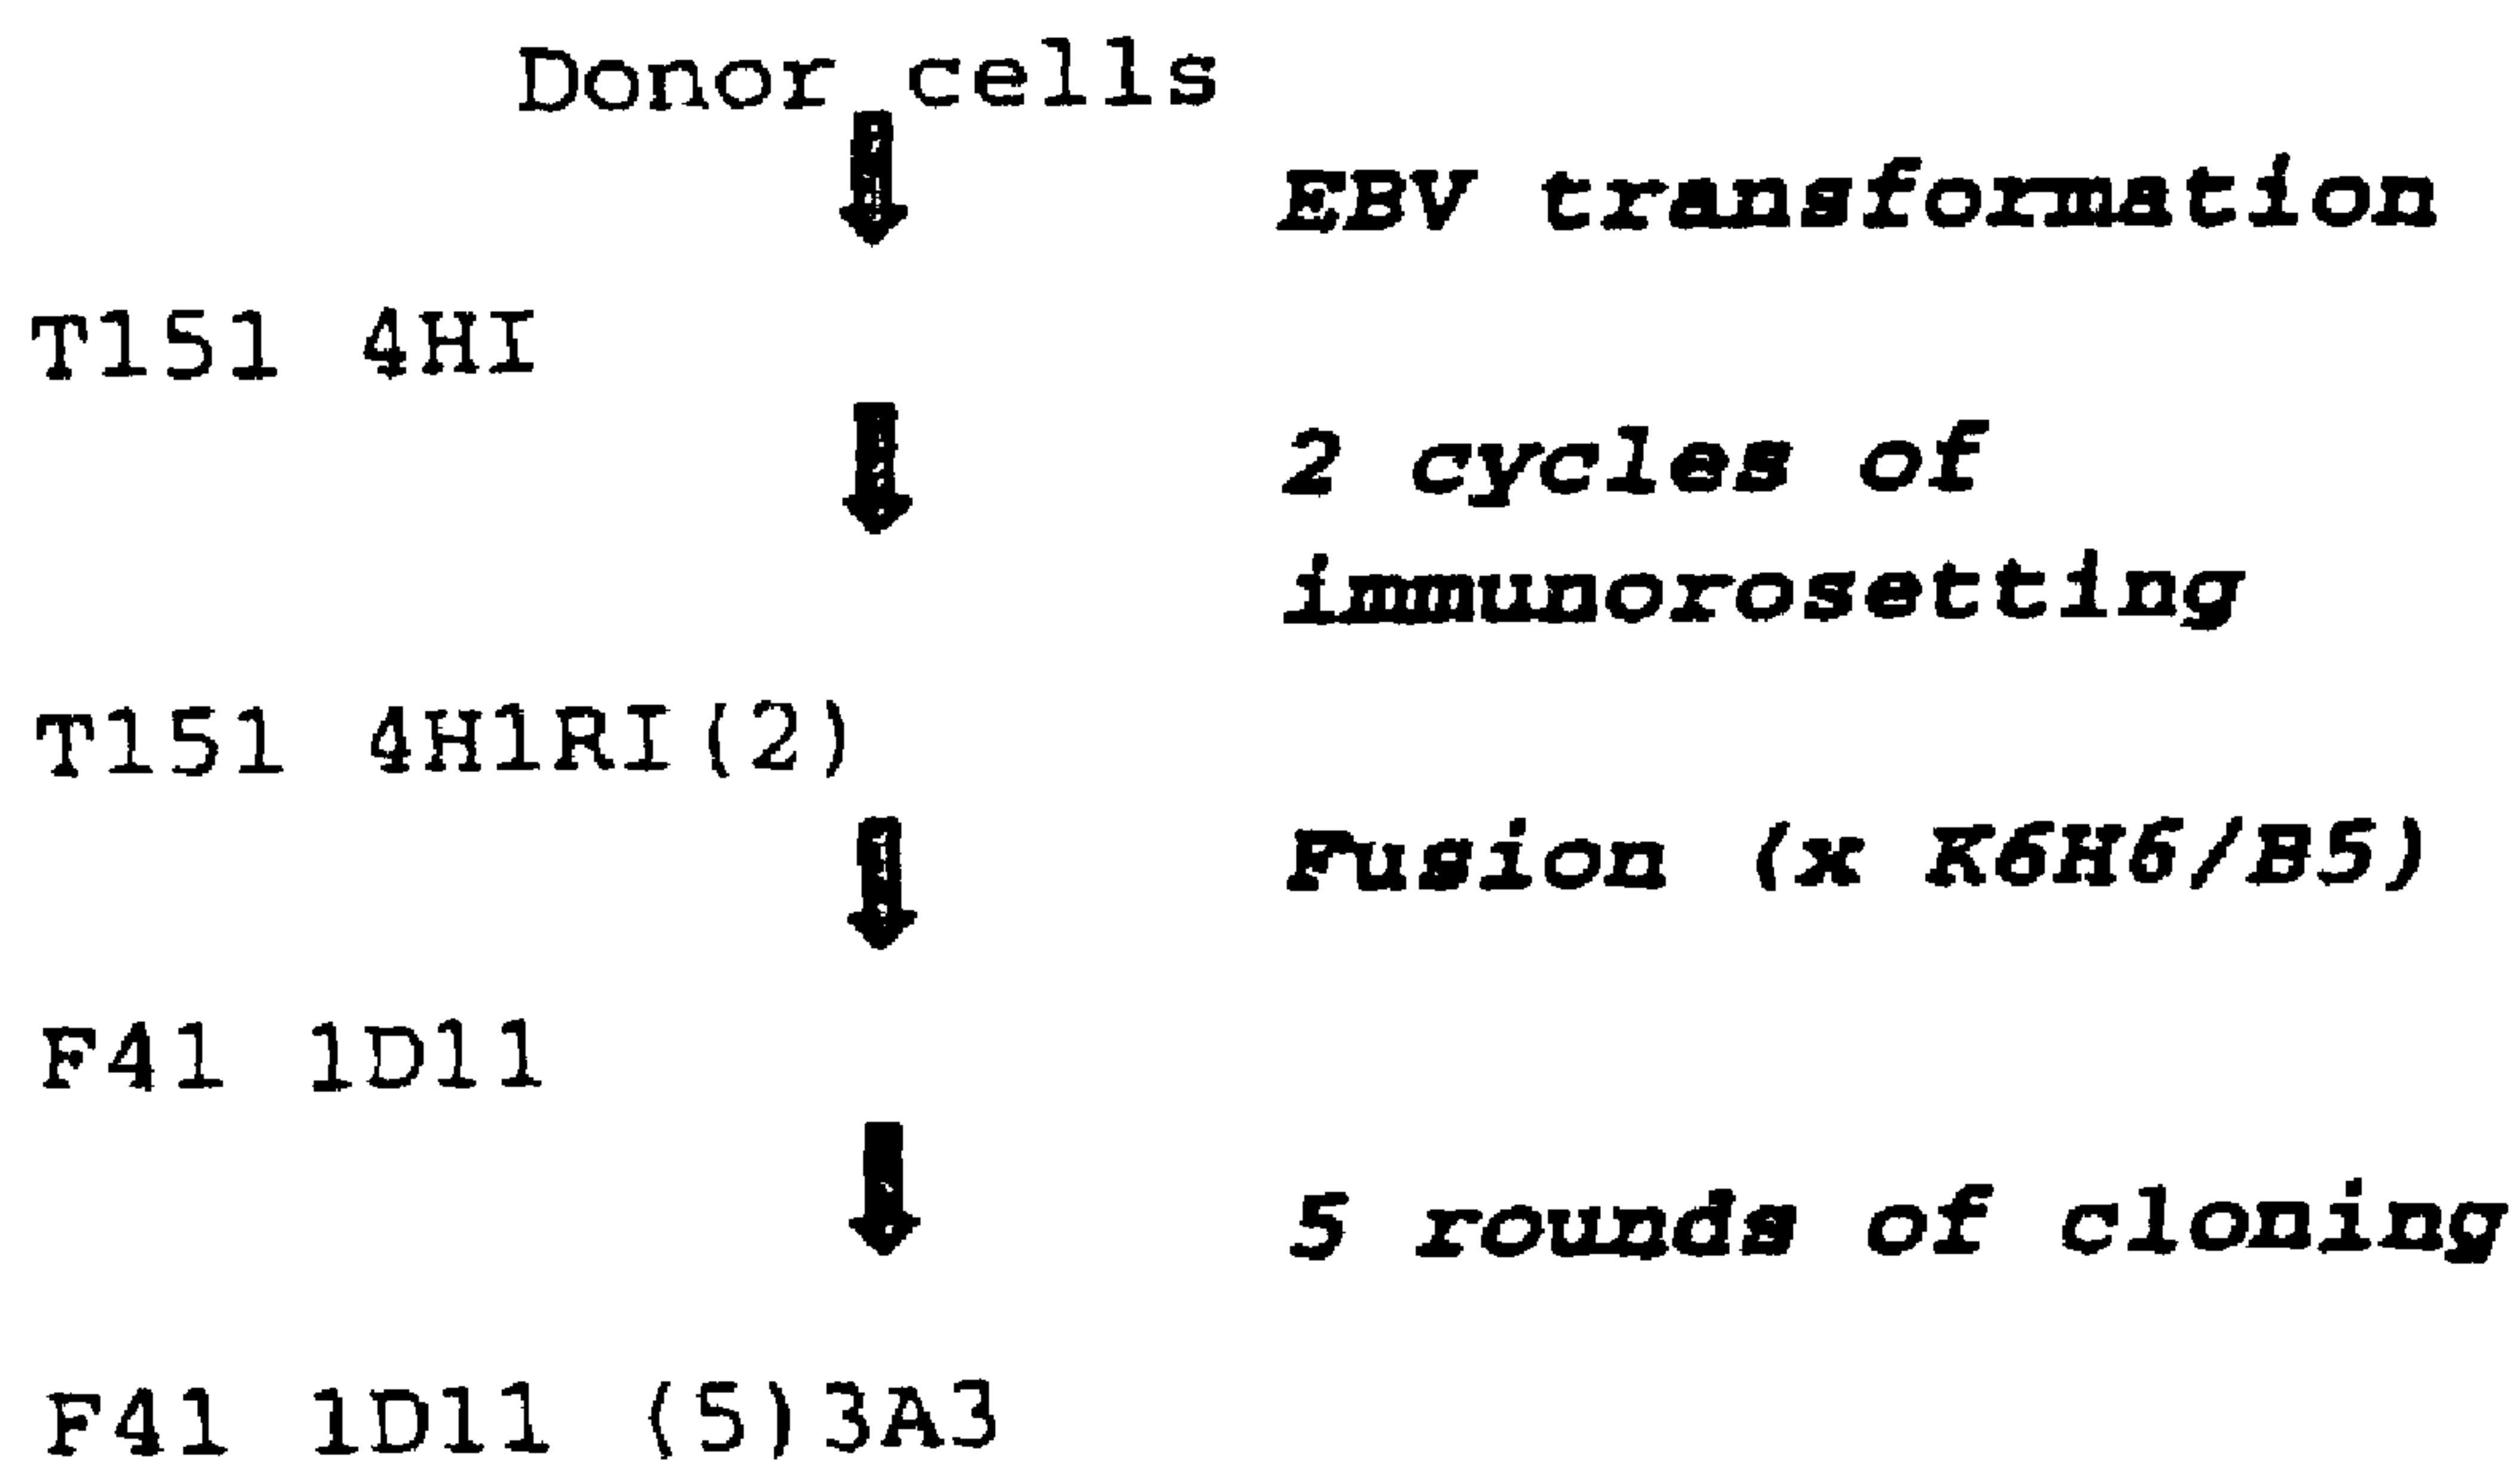 Donor cells
EBV transformation
T151 4HI
2 cycles of
immunorosetting
T151 4H1RI(2)
Fusion (x K6H6/B5)
F41 1D11
5 rounds of cloning
F41 1D11 (5)3A3